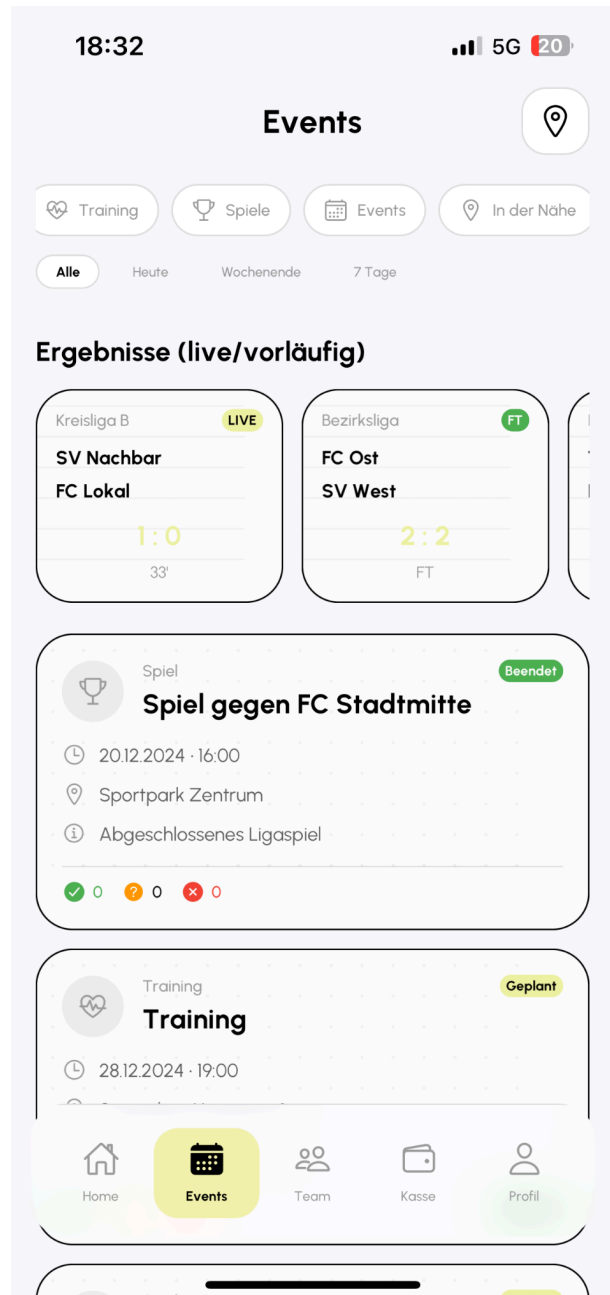 18:32
5G 20
Events
Training Spiele Events In der Nähe
Alle Heute Wochenende 7 Tage
Ergebnisse (live/vorläufig)
Kreisliga B LIVE
SV Nachbar
FC Lokal
1 : 0
33'
Bezirksliga FT
FC Ost
SV West
2 : 2
FT
Spiel Beendet
Spiel gegen FC Stadtmitte
20.12.2024 · 16:00
Sportpark Zentrum
Abgeschlossenes Ligaspiel
0 0 0
Training Geplant
Training
28.12.2024 · 19:00
Home Events Team Kasse Profil